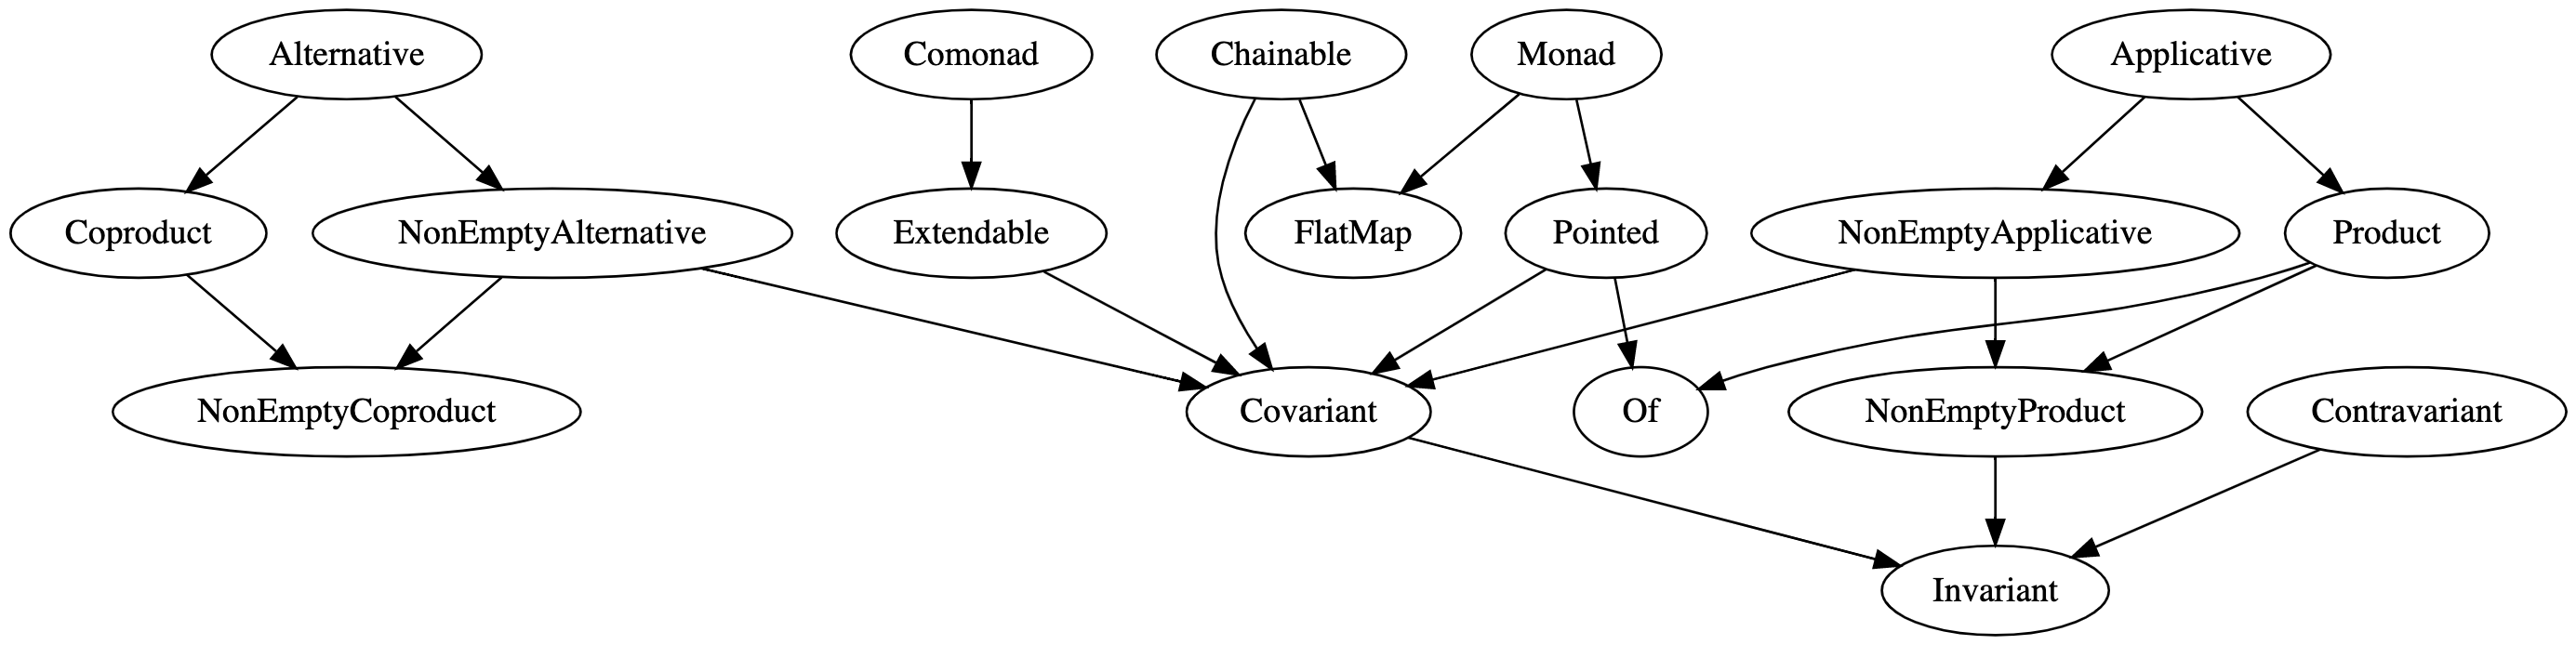 Alternative
Comonad
Chainable
Monad
Applicative
Coproduct
NonEmptyAlternative
Extendable
FlatMap
Pointed
NonEmptyApplicative
Product
NonEmptyCoproduct
Covariant
Of
NonEmptyProduct
Contravariant
Invariant